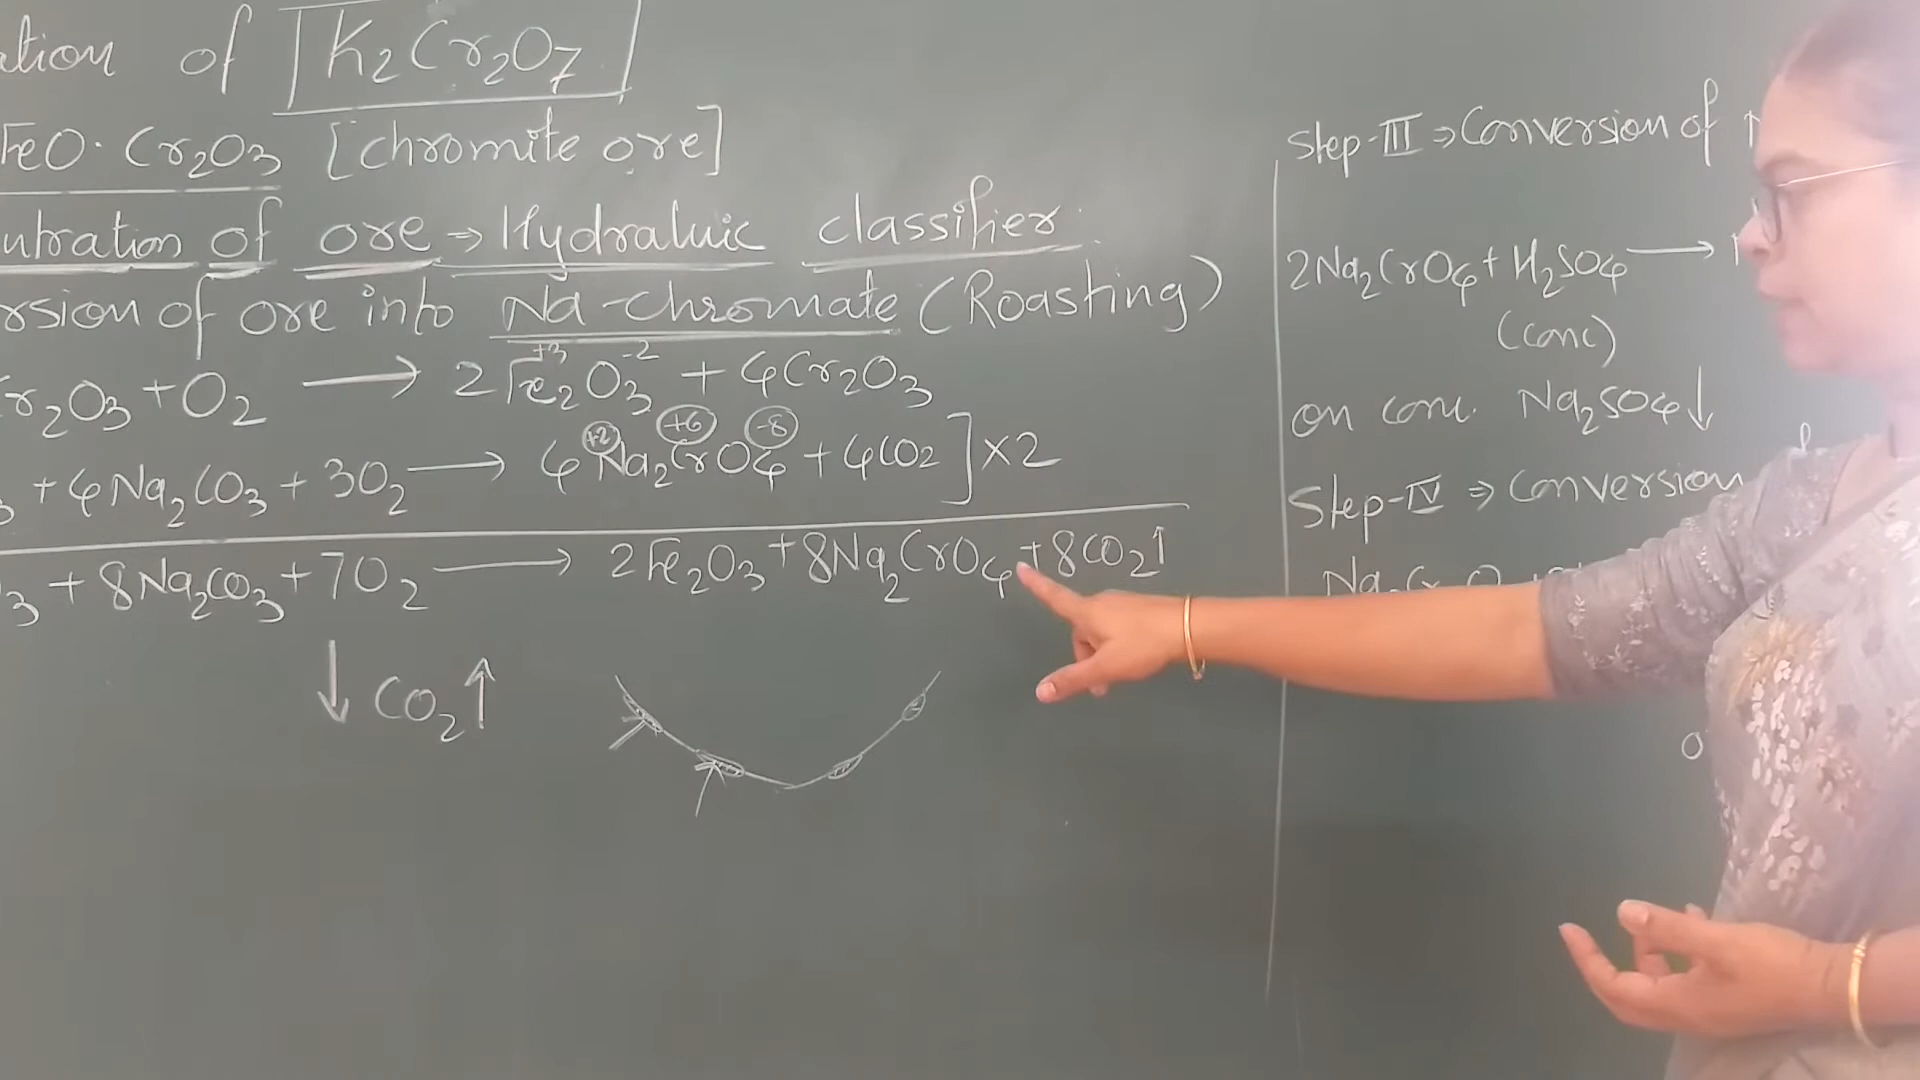 ation of K2Cr2O7
FeO·Cr2O3 [chromite ore]
ntration of ore → Hydraluic classifier
rsion of ore into Na-chromate (Roasting)
r2O3 + O2 → 2Fe2O3 + 4Cr2O3
+3 -2
+2 +6 -8
3 + 4Na2CO3 + 3O2 → 4Na2CrO4 + 4CO2 ] × 2
O3 + 8Na2CO3 + 7O2 → 2Fe2O3 + 8Na2CrO4 + 8CO2↑
↓ CO2↑
Step-III ⇒ Conversion of
2Na2CrO4 + H2SO4 →
(conc)
on conc. Na2SO4↓
Step-IV ⇒ Conversion